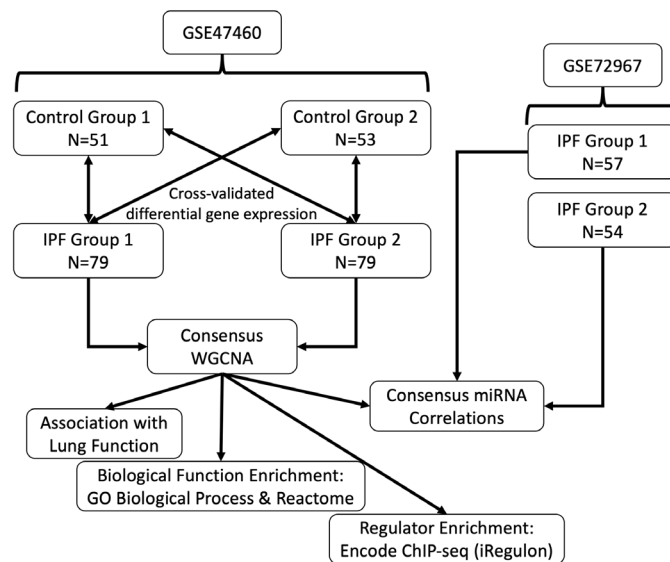 GSE47460
GSE72967
Control Group 1
N=51
Control Group 2
N=53
IPF Group 1
N=57
Cross-validated
differential gene expression
IPF Group 2
N=54
IPF Group 1
N=79
IPF Group 2
N=79
Consensus
WGCNA
Consensus miRNA
Correlations
Association with
Lung Function
Biological Function Enrichment:
GO Biological Process & Reactome
Regulator Enrichment:
Encode ChIP-seq (iRegulon)